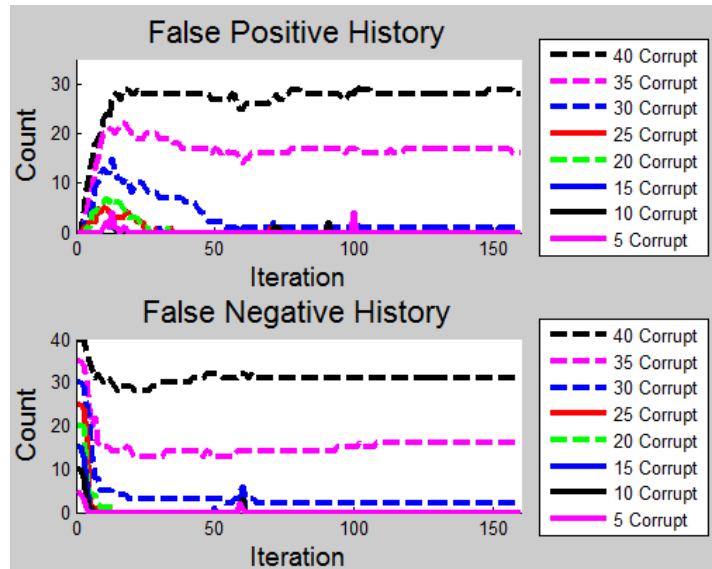 False Positive History
30
20
10
0
Count
0 50 100 150
Iteration
40 Corrupt
35 Corrupt
30 Corrupt
25 Corrupt
20 Corrupt
15 Corrupt
10 Corrupt
5 Corrupt
False Negative History
40
30
20
10
0
Count
0 50 100 150
Iteration
40 Corrupt
35 Corrupt
30 Corrupt
25 Corrupt
20 Corrupt
15 Corrupt
10 Corrupt
5 Corrupt